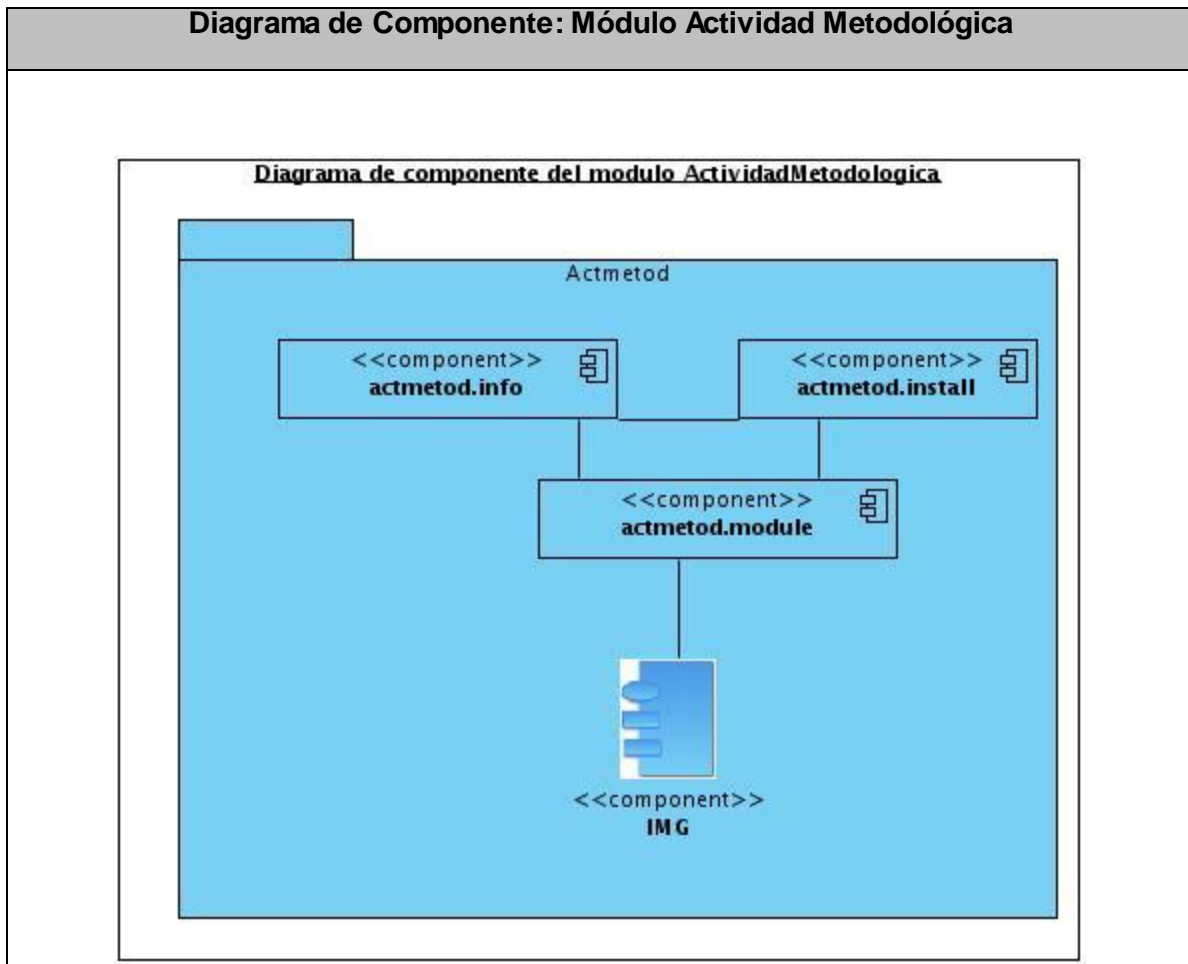 Diagrama de Componente: Módulo Actividad Metodológica
Diagrama de componente del modulo ActividadMetodologica
Actmetod
<<component>>
actmetod.info
<<component>>
actmetod.install
<<component>>
actmetod.module
<<component>>
IMG